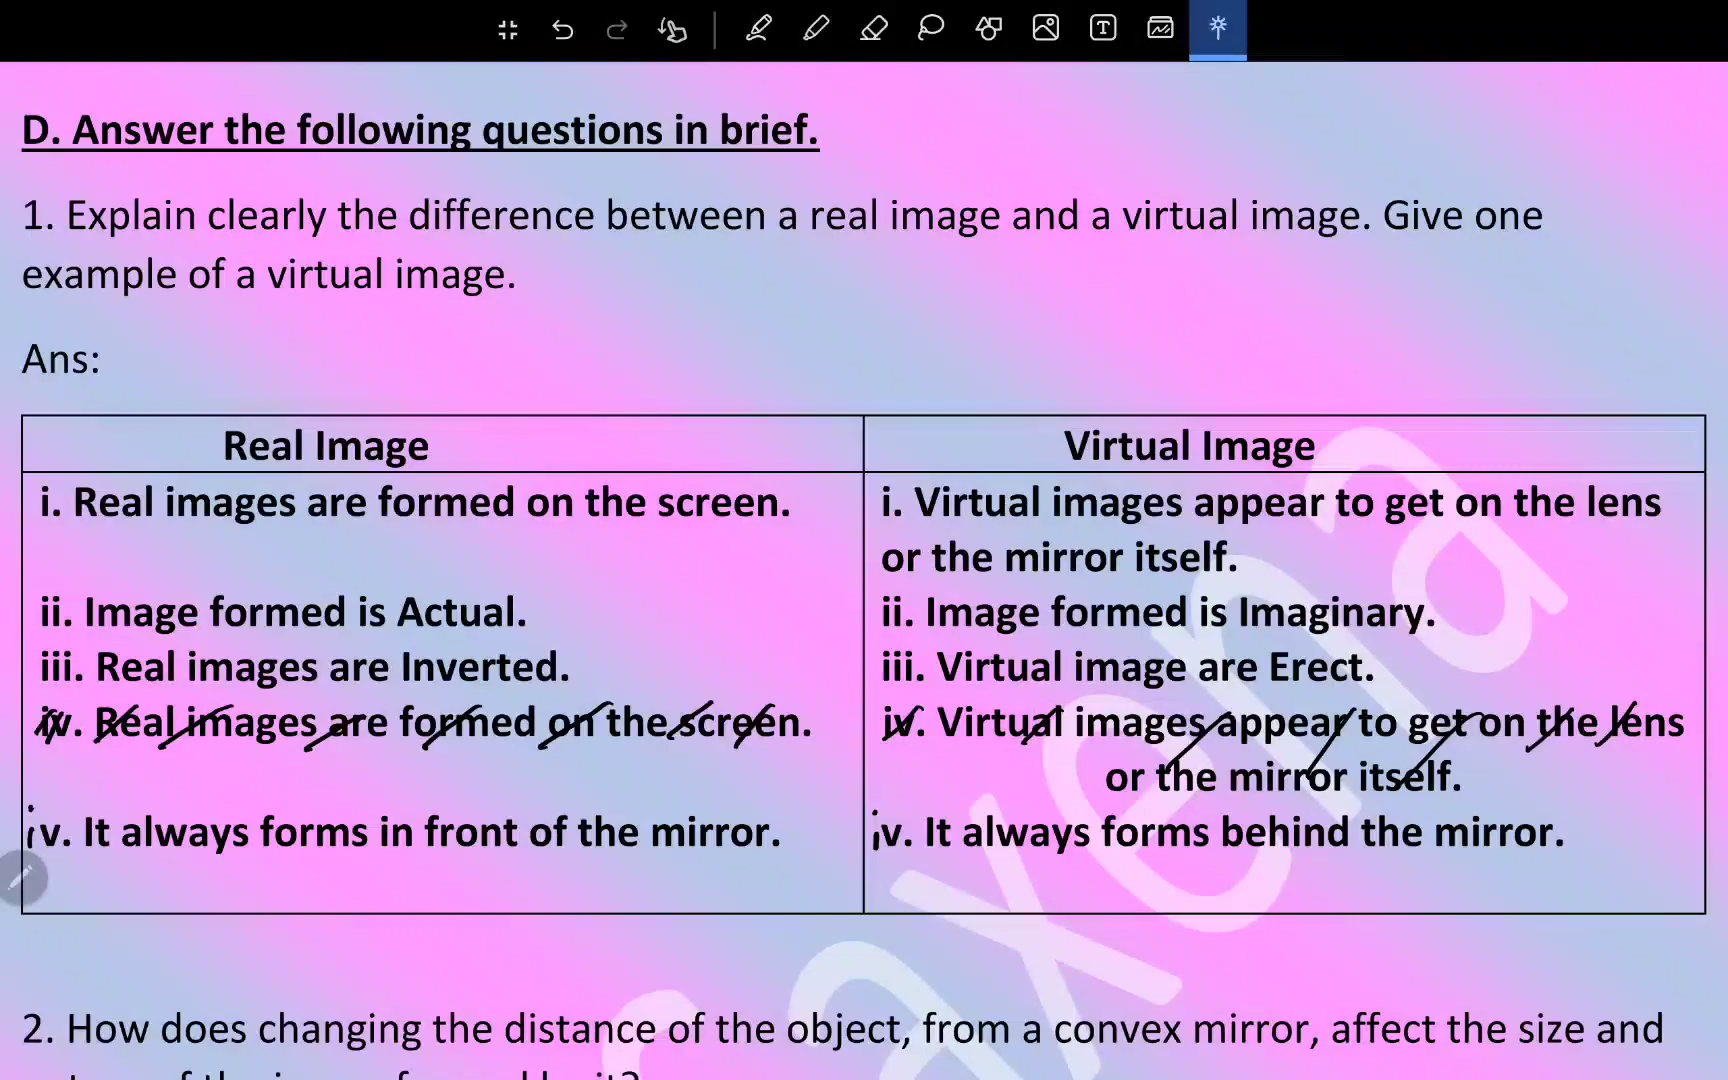 D. Answer the following questions in brief.
1. Explain clearly the difference between a real image and a virtual image. Give one
example of a virtual image.
Ans:
Real Image
Virtual Image
i. Real images are formed on the screen.
i. Virtual images appear to get on the lens
or the mirror itself.
ii. Image formed is Actual.
ii. Image formed is Imaginary.
iii. Real images are Inverted.
iii. Virtual image are Erect.
iv. Real images are formed on the screen.
iv. Virtual images appear to get on the lens
or the mirror itself.
iv. It always forms in front of the mirror.
iv. It always forms behind the mirror.
axena
2. How does changing the distance of the object, from a convex mirror, affect the size and